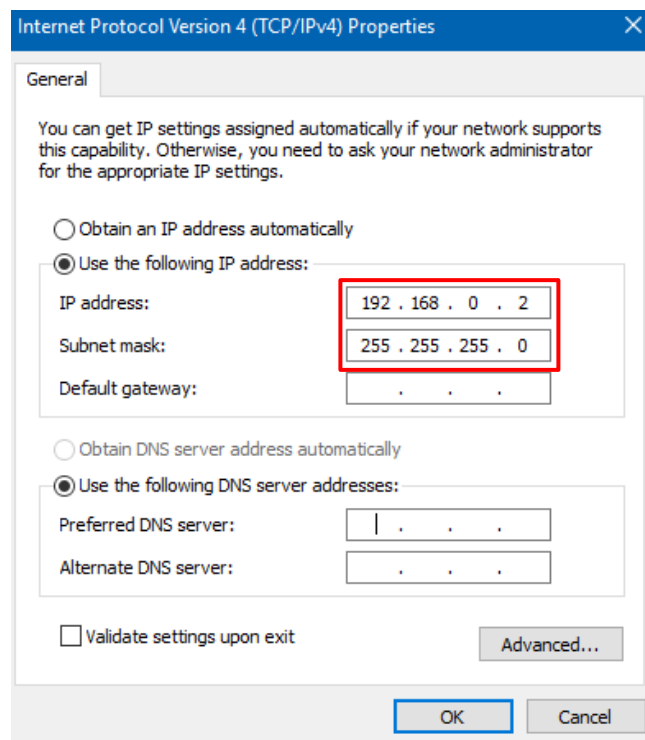 Internet Protocol Version 4 (TCP/IPv4) Properties
General
You can get IP settings assigned automatically if your network supports
this capability. Otherwise, you need to ask your network administrator
for the appropriate IP settings.
Obtain an IP address automatically
Use the following IP address:
IP address: 192 . 168 . 0 . 2
Subnet mask: 255 . 255 . 255 . 0
Default gateway: . . .
Obtain DNS server address automatically
Use the following DNS server addresses:
Preferred DNS server: . . .
Alternate DNS server: . . .
Validate settings upon exit
Advanced...
OK Cancel